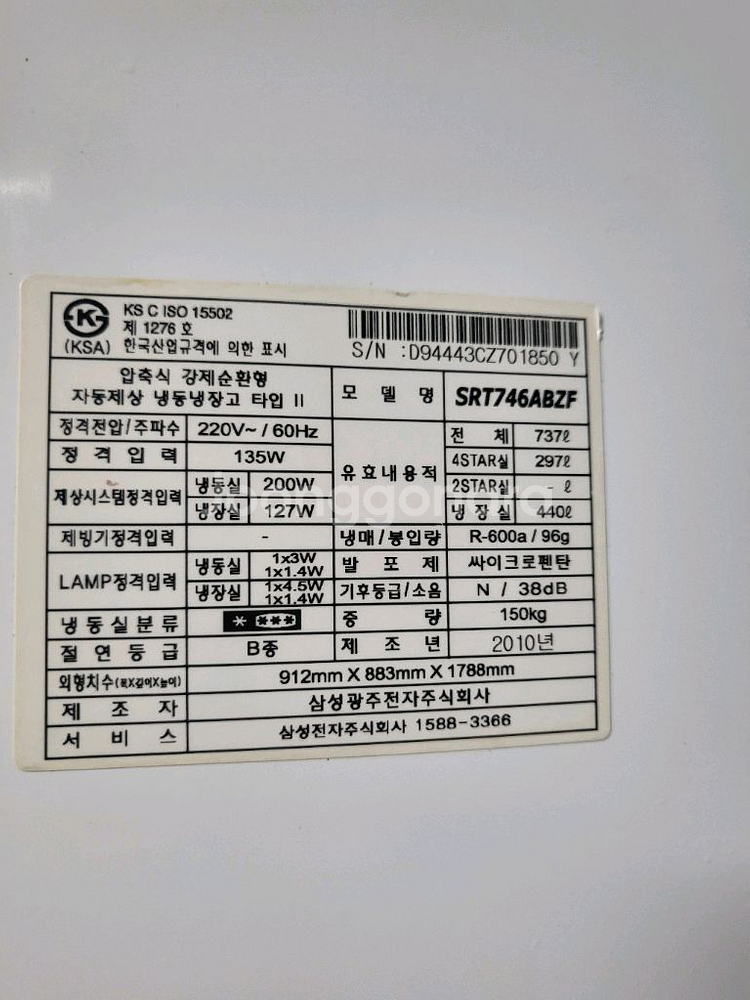 KS C ISO 15502
제 1276 호
(KSA) 한국산업규격에 의한 표시
S/N :D94443CZ701850 Y
압축식 강제순환형
자동제상 냉동냉장고 타입 II
모 델 명 SRT746ABZF
정격전압/주파수 220V~ / 60Hz
정 격 입 력 135W
제상시스템정격입력 냉동실 200W
냉장실 127W
유효내용적 전 체 737ℓ
4STAR실 297ℓ
2STAR실 - ℓ
냉 장 실 440ℓ
제빙기정격입력 -
냉매/봉입량 R-600a / 96g
LAMP정격입력 냉동실 1x3W
1x1.4W
냉장실 1x4.5W
1x1.4W
발 포 제 싸이크로펜탄
기후등급/소음 N / 38dB
냉동실분류 * ***
중 량 150kg
절 연 등 급 B종
제 조 년 2010년
외형치수(폭X깊이X높이) 912mm X 883mm X 1788mm
제 조 자 삼성광주전자주식회사
서 비 스 삼성전자주식회사 1588-3366
joonggonara